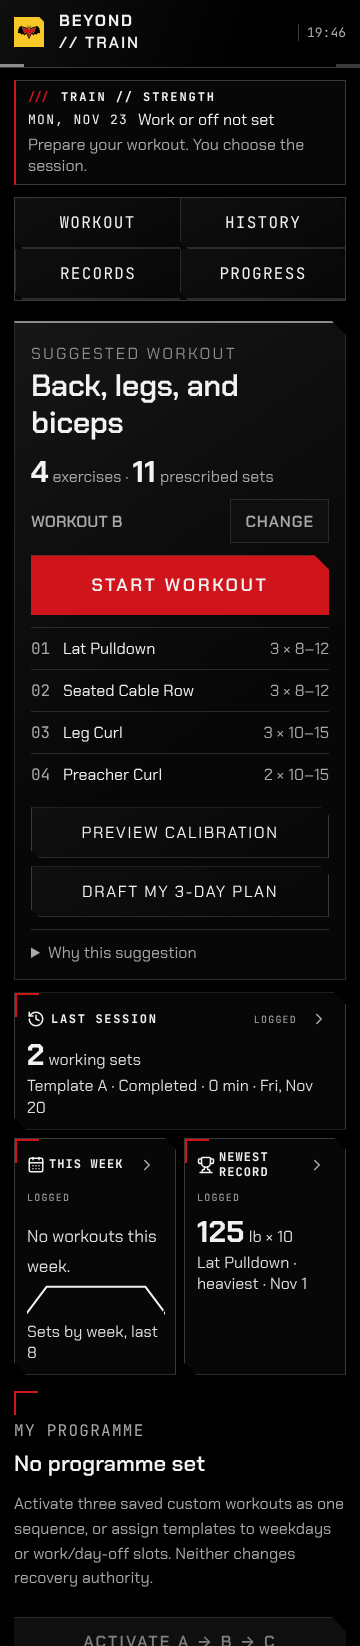 BEYOND
// TRAIN
19:46
/// TRAIN // STRENGTH
MON, NOV 23 Work or off not set
Prepare your workout. You choose the
session.
WORKOUT
HISTORY
RECORDS
PROGRESS
SUGGESTED WORKOUT
Back, legs, and
biceps
4 exercises · 11 prescribed sets
WORKOUT B
CHANGE
START WORKOUT
01 Lat Pulldown 3 × 8–12
02 Seated Cable Row 3 × 8–12
03 Leg Curl 3 × 10–15
04 Preacher Curl 2 × 10–15
PREVIEW CALIBRATION
DRAFT MY 3-DAY PLAN
Why this suggestion
LAST SESSION LOGGED
2 working sets
Template A · Completed · 0 min · Fri, Nov
20
THIS WEEK
LOGGED
No workouts this
week.
Sets by week, last
8
NEWEST
RECORD
LOGGED
125 lb × 10
Lat Pulldown ·
heaviest · Nov 1
MY PROGRAMME
No programme set
Activate three saved custom workouts as one
sequence, or assign templates to weekdays
or work/day-off slots. Neither changes
recovery authority.
ACTIVATE A → B → C